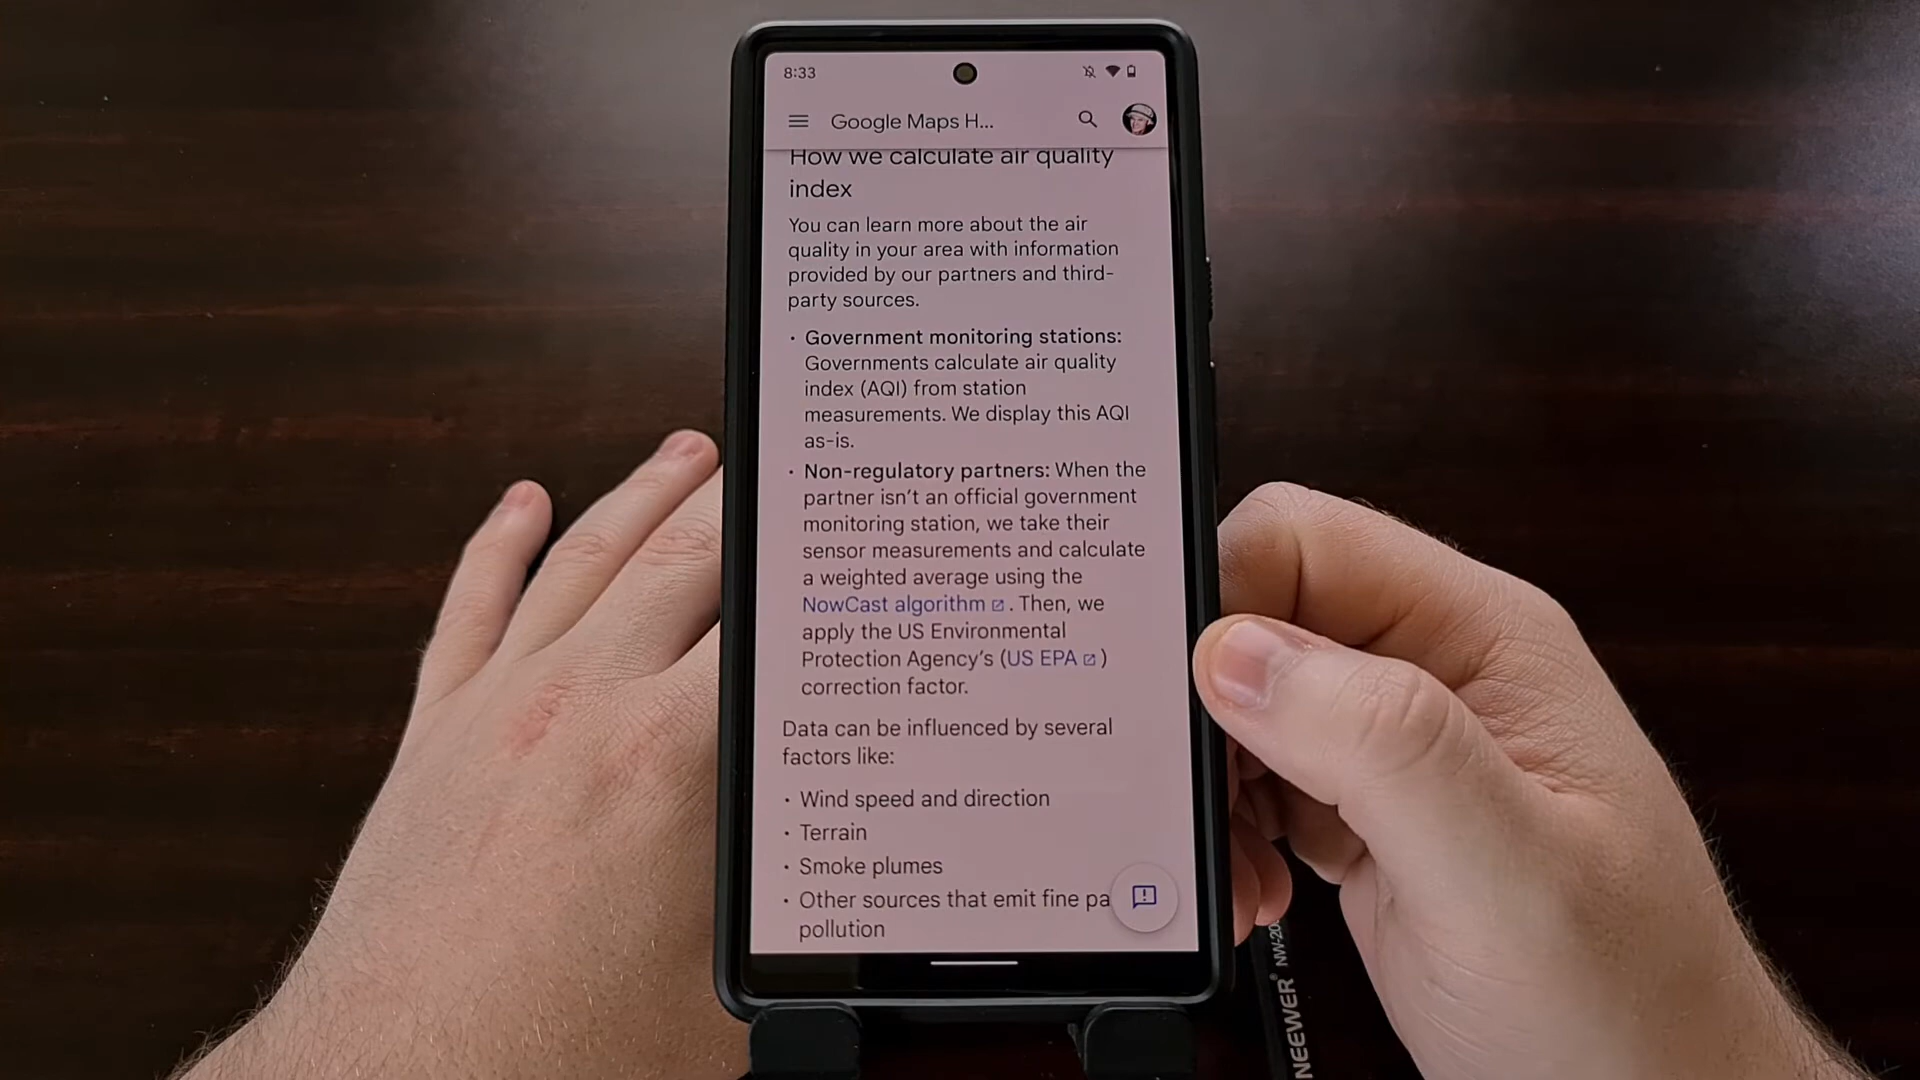 8:33
Google Maps H...
How we calculate air quality
index
You can learn more about the air
quality in your area with information
provided by our partners and third-
party sources.
• Government monitoring stations:
Governments calculate air quality
index (AQI) from station
measurements. We display this AQI
as-is.
• Non-regulatory partners: When the
partner isn't an official government
monitoring station, we take their
sensor measurements and calculate
a weighted average using the
NowCast algorithm. Then, we
apply the US Environmental
Protection Agency's (US EPA)
correction factor.
Data can be influenced by several
factors like:
• Wind speed and direction
• Terrain
• Smoke plumes
• Other sources that emit fine pa
pollution
NEEWER® NW-20